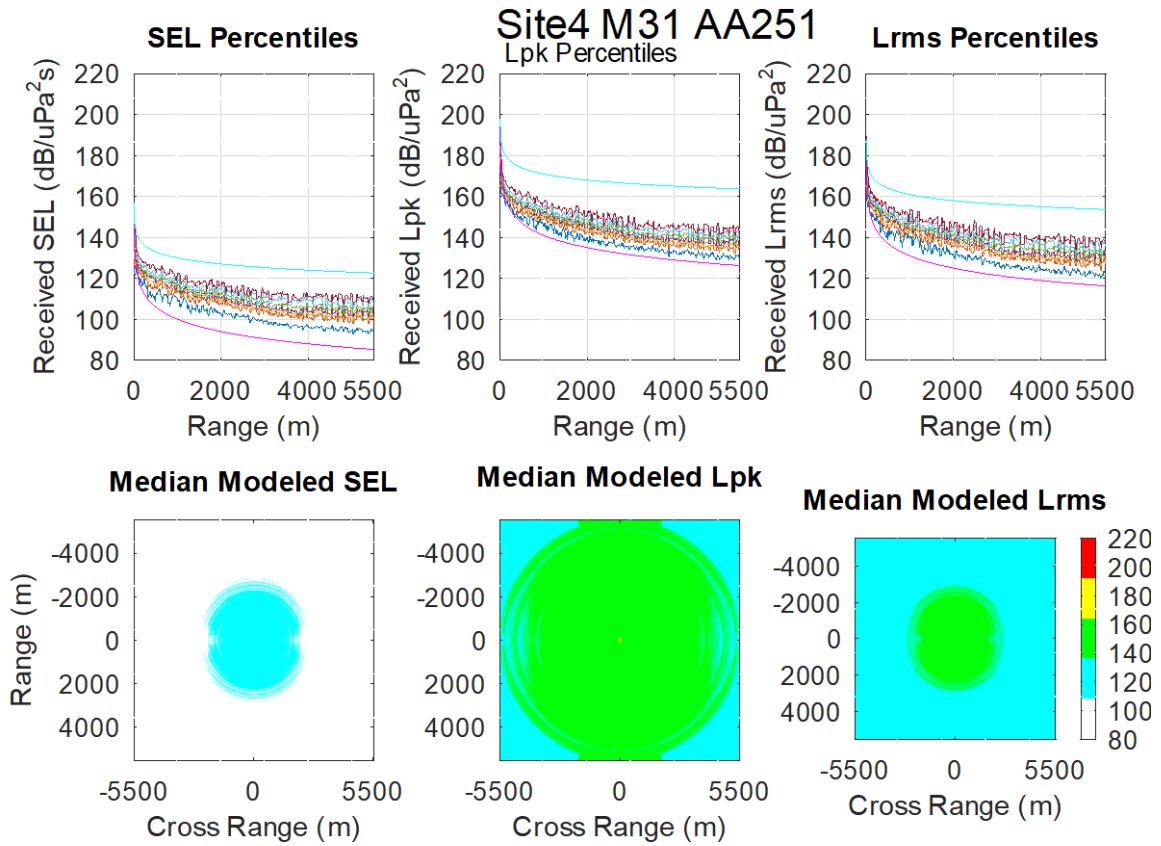 Site4 M31 AA251
SEL Percentiles
Lpk Percentiles
Lrms Percentiles
Received SEL (dB/uPa²s)
220
200
180
160
140
120
100
80
0 2000 4000 5500
Range (m)
Received Lpk (dB/uPa²)
220
200
180
160
140
120
100
80
0 2000 4000 5500
Range (m)
Received Lrms (dB/uPa²)
220
200
180
160
140
120
100
80
0 2000 4000 5500
Range (m)
Median Modeled SEL
Range (m)
-4000
-2000
0
2000
4000
-5500 0 5500
Cross Range (m)
Median Modeled Lpk
-4000
-2000
0
2000
4000
-5500 0 5500
Cross Range (m)
Median Modeled Lrms
-4000
-2000
0
2000
4000
-5500 0 5500
Cross Range (m)
220
200
180
160
140
120
100
80